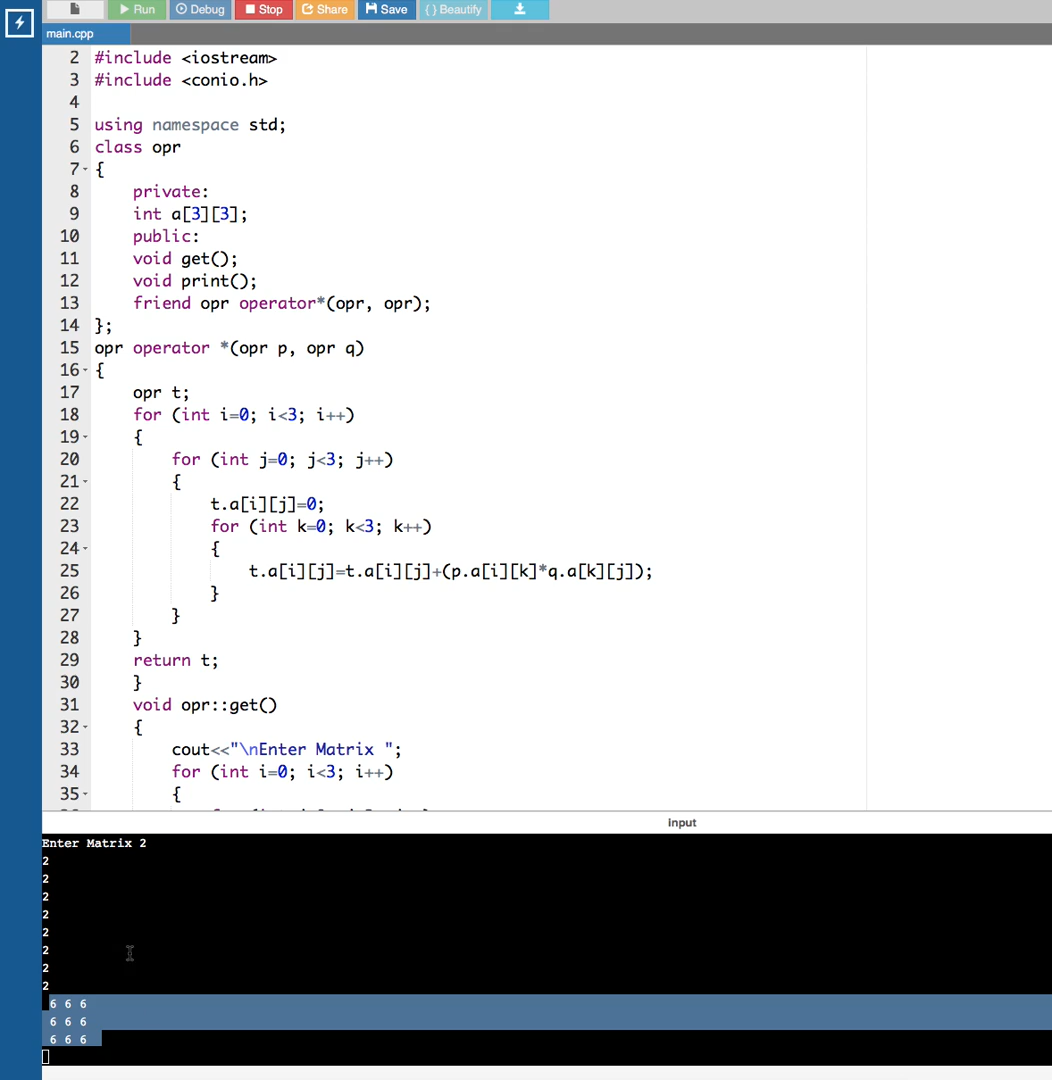 Run Debug Stop Share Save { } Beautify
main.cpp
2 #include <iostream>
3 #include <conio.h>
4
5 using namespace std;
6 class opr
7 {
8 private:
9 int a[3][3];
10 public:
11 void get();
12 void print();
13 friend opr operator*(opr, opr);
14 };
15 opr operator *(opr p, opr q)
16 {
17 opr t;
18 for (int i=0; i<3; i++)
19 {
20 for (int j=0; j<3; j++)
21 {
22 t.a[i][j]=0;
23 for (int k=0; k<3; k++)
24 {
25 t.a[i][j]=t.a[i][j]+(p.a[i][k]*q.a[k][j]);
26 }
27 }
28 }
29 return t;
30 }
31 void opr::get()
32 {
33 cout<<"\nEnter Matrix ";
34 for (int i=0; i<3; i++)
35 {
input
Enter Matrix 2
2
2
2
2
2
2
2
2
6 6 6
6 6 6
6 6 6